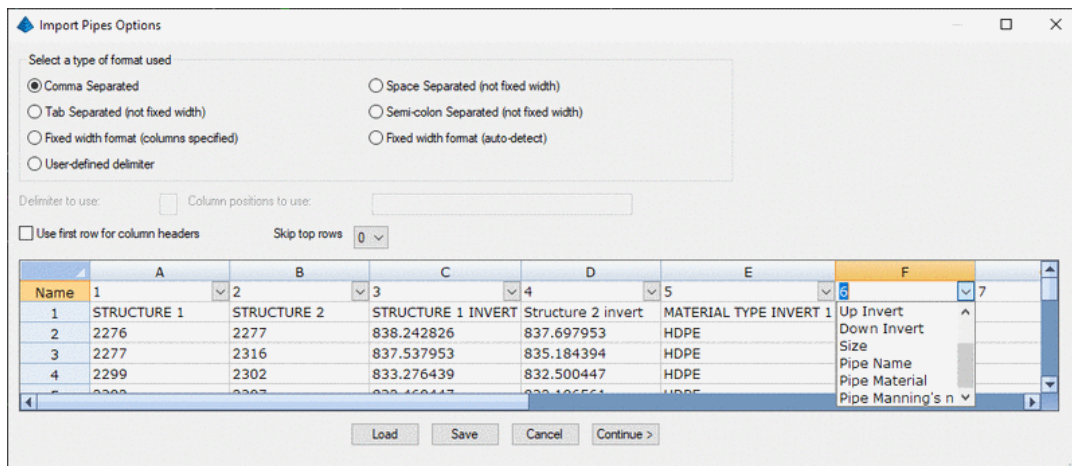 Import Pipes Options
Select a type of format used
Comma Separated
Space Separated (not fixed width)
Tab Separated (not fixed width)
Semi-colon Separated (not fixed width)
Fixed width format (columns specified)
Fixed width format (auto-detect)
User-defined delimiter
Delimiter to use: Column positions to use:
Use first row for column headers Skip top rows 0
A B C D E F
Name 1 2 3 4 5 6 7
1 STRUCTURE 1 STRUCTURE 2 STRUCTURE 1 INVERT Structure 2 invert MATERIAL TYPE INVERT 1 Up Invert
2 2276 2277 838.242826 837.697953 HDPE Down Invert
Size
3 2277 2316 837.537953 835.184394 HDPE
Pipe Name
4 2299 2302 833.276439 832.500447 HDPE Pipe Material
Pipe Manning's n
Load Save Cancel Continue >